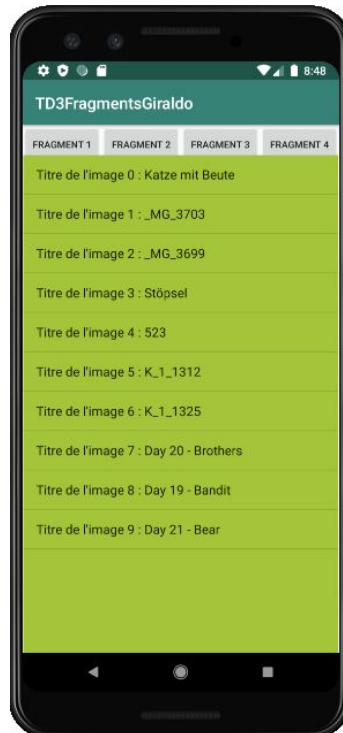 8:48
TD3FragmentsGiraldo
FRAGMENT 1 FRAGMENT 2 FRAGMENT 3 FRAGMENT 4
Titre de l'image 0 : Katze mit Beute
Titre de l'image 1 : _MG_3703
Titre de l'image 2 : _MG_3699
Titre de l'image 3 : Stöpsel
Titre de l'image 4 : 523
Titre de l'image 5 : K_1_1312
Titre de l'image 6 : K_1_1325
Titre de l'image 7 : Day 20 - Brothers
Titre de l'image 8 : Day 19 - Bandit
Titre de l'image 9 : Day 21 - Bear